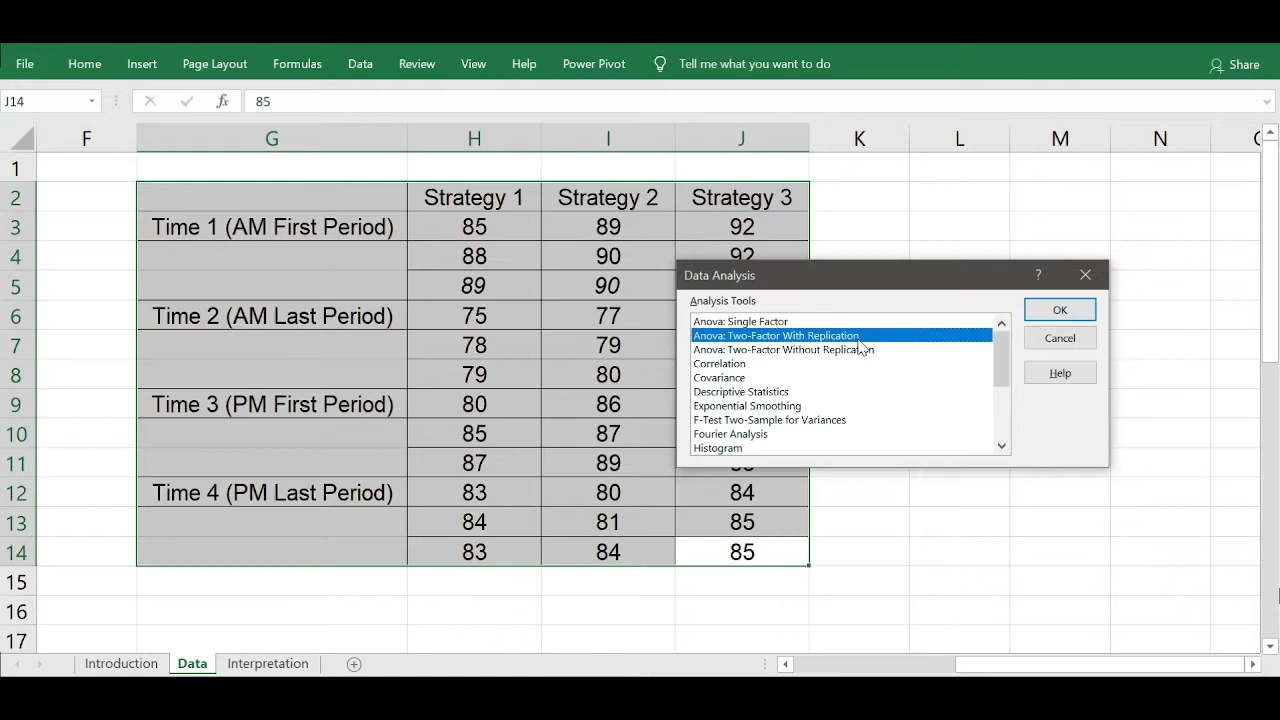 File Home Insert Page Layout Formulas Data Review View Help Power Pivot Tell me what you want to do Share
J14 fx 85
F G H I J K L M N
1
2 Strategy 1 Strategy 2 Strategy 3
3 Time 1 (AM First Period) 85 89 92
4 88 90 92
5 89 90
6 Time 2 (AM Last Period) 75 77
7 78 79
8 79 80
9 Time 3 (PM First Period) 80 86
10 85 87
11 87 89
12 Time 4 (PM Last Period) 83 80 84
13 84 81 85
14 83 84 85
15
16
17
Data Analysis ?
Analysis Tools
Anova: Single Factor
Anova: Two-Factor With Replication
Anova: Two-Factor Without Replication
Correlation
Covariance
Descriptive Statistics
Exponential Smoothing
F-Test Two-Sample for Variances
Fourier Analysis
Histogram
OK
Cancel
Help
Introduction Data Interpretation